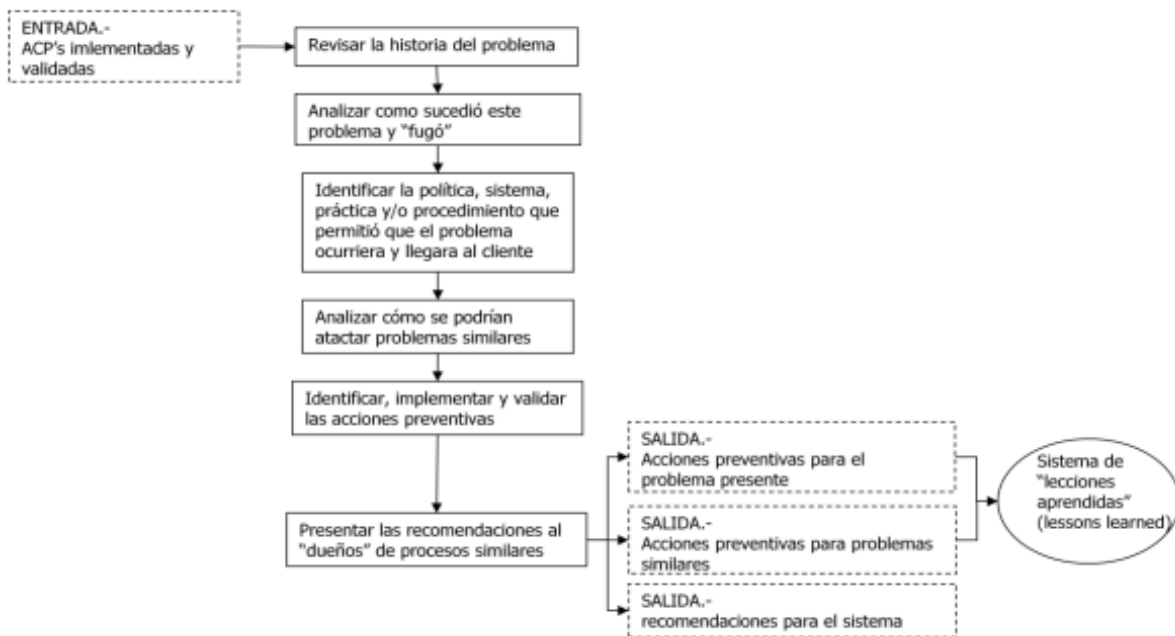 ENTRADA.-
ACP's imlementadas y
validadas
Revisar la historia del problema
Analizar como sucedió este
problema y "fugó"
Identificar la política, sistema,
práctica y/o procedimiento que
permitió que el problema
ocurriera y llegara al cliente
Analizar cómo se podrían
atactar problemas similares
Identificar, implementar y validar
las acciones preventivas
Presentar las recomendaciones al
"dueños" de procesos similares
SALIDA.-
Acciones preventivas para el
problema presente
SALIDA.-
Acciones preventivas para problemas
similares
SALIDA.-
recomendaciones para el sistema
Sistema de
"lecciones
aprendidas"
(lessons learned)